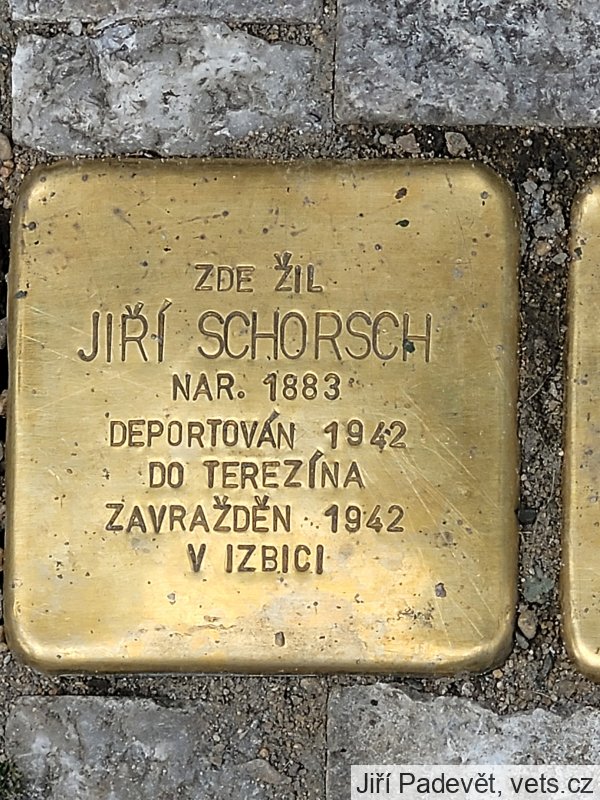 ZDE ŽIL
JIŘÍ SCHORSCH
NAR. 1883
DEPORTOVÁN 1942
DO TEREZÍNA
ZAVRAŽDĚN 1942
V IZBICI
Jiří Padevět, vets.cz